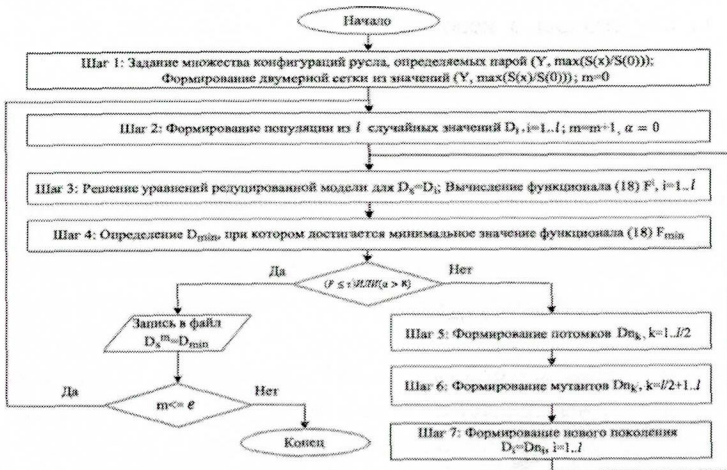 Начало
Шаг 1: Задание множества конфигураций русла, определяемых парой (Y, max(S(x)/S(0)));
Формирование двумерной сетки из значений (Y, max(S(x)/S(0))); m=0
Шаг 2: Формирование популяции из l случайных значений Di, i=1..l; m=m+1, α = 0
Шаг 3: Решение уравнений редуцированной модели для Ds=Di; Вычисление функционала (18) Fi, i=1..l
Шаг 4: Определение Dmin, при котором достигается минимальное значение функционала (18) Fmin
Да
Нет
(F ≤ τ)ИЛИ(α > κ)
Запись в файл
Dsm=Dmin
Шаг 5: Формирование потомков Dnk, k=1..l/2
Да
Нет
m<= e
Шаг 6: Формирование мутантов Dnk, k=l/2+1..l
Конец
Шаг 7: Формирование нового поколения
Di=Dni, i=1..l